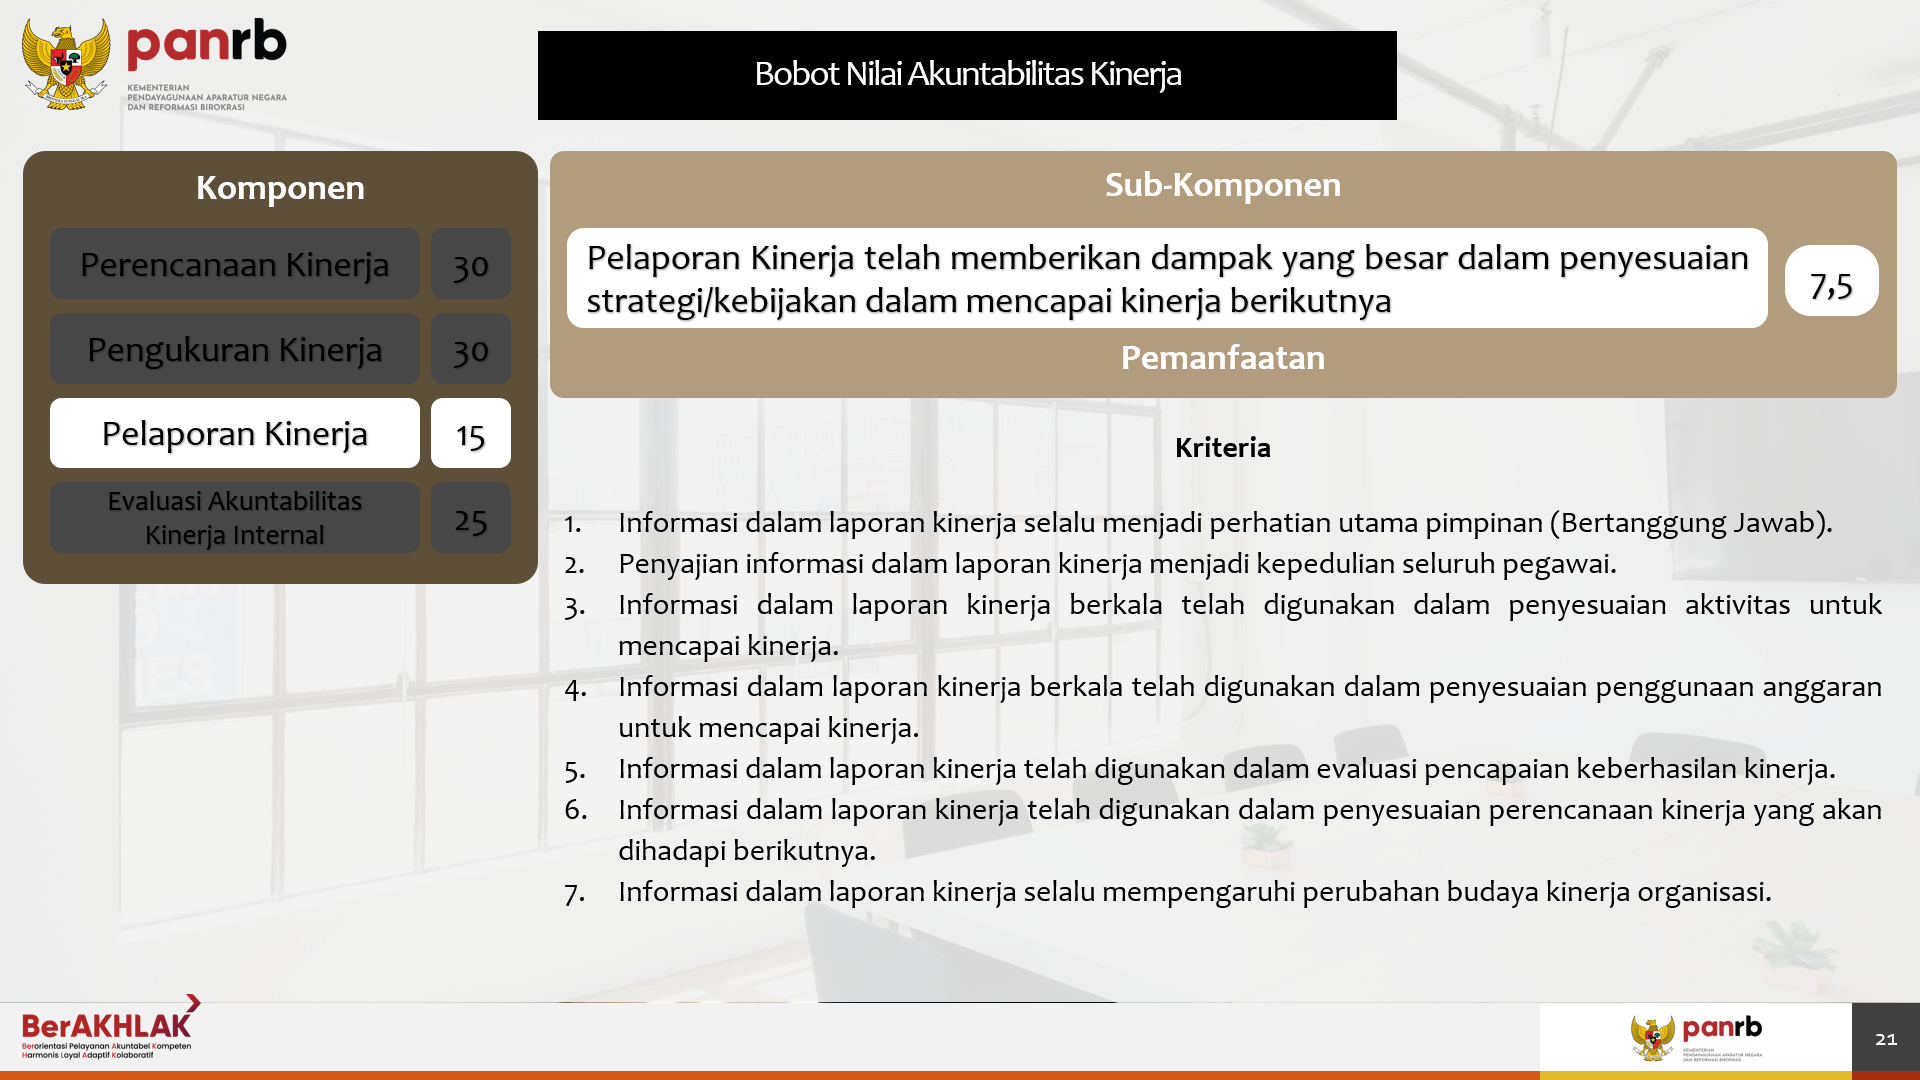 panrb
KEMENTERIAN
PENDAYAGUNAAN APARATUR NEGARA
DAN REFORMASI BIROKRASI
Bobot Nilai Akuntabilitas Kinerja
Komponen
Perencanaan Kinerja 30
Pengukuran Kinerja 30
Pelaporan Kinerja 15
Evaluasi Akuntabilitas
Kinerja Internal 25
Sub-Komponen
Pelaporan Kinerja telah memberikan dampak yang besar dalam penyesuaian
strategi/kebijakan dalam mencapai kinerja berikutnya
7,5
Pemanfaatan
Kriteria
1. Informasi dalam laporan kinerja selalu menjadi perhatian utama pimpinan (Bertanggung Jawab).
2. Penyajian informasi dalam laporan kinerja menjadi kepedulian seluruh pegawai.
3. Informasi dalam laporan kinerja berkala telah digunakan dalam penyesuaian aktivitas untuk
mencapai kinerja.
4. Informasi dalam laporan kinerja berkala telah digunakan dalam penyesuaian penggunaan anggaran
untuk mencapai kinerja.
5. Informasi dalam laporan kinerja telah digunakan dalam evaluasi pencapaian keberhasilan kinerja.
6. Informasi dalam laporan kinerja telah digunakan dalam penyesuaian perencanaan kinerja yang akan
dihadapi berikutnya.
7. Informasi dalam laporan kinerja selalu mempengaruhi perubahan budaya kinerja organisasi.
BerAKHLAK
Berorientasi Pelayanan Akuntabel Kompeten
Harmonis Loyal Adaptif Kolaboratif
panrb
KEMENTERIAN
PENDAYAGUNAAN APARATUR NEGARA
DAN REFORMASI BIROKRASI
21